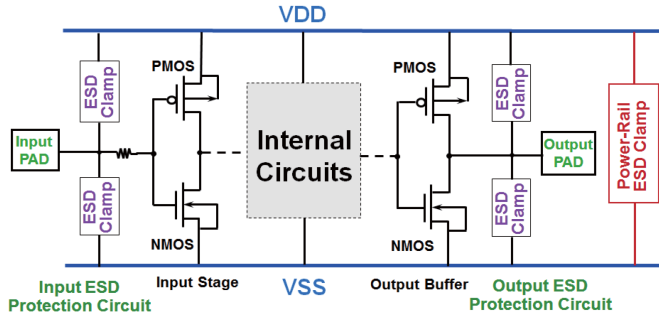 VDD
PMOS
PMOS
ESD
Clamp
ESD
Clamp
Input
PAD
Internal
Circuits
Output
PAD
Power-Rail
ESD Clamp
ESD
Clamp
ESD
Clamp
NMOS
NMOS
Input ESD
Protection Circuit
Input Stage
VSS
Output Buffer
Output ESD
Protection Circuit